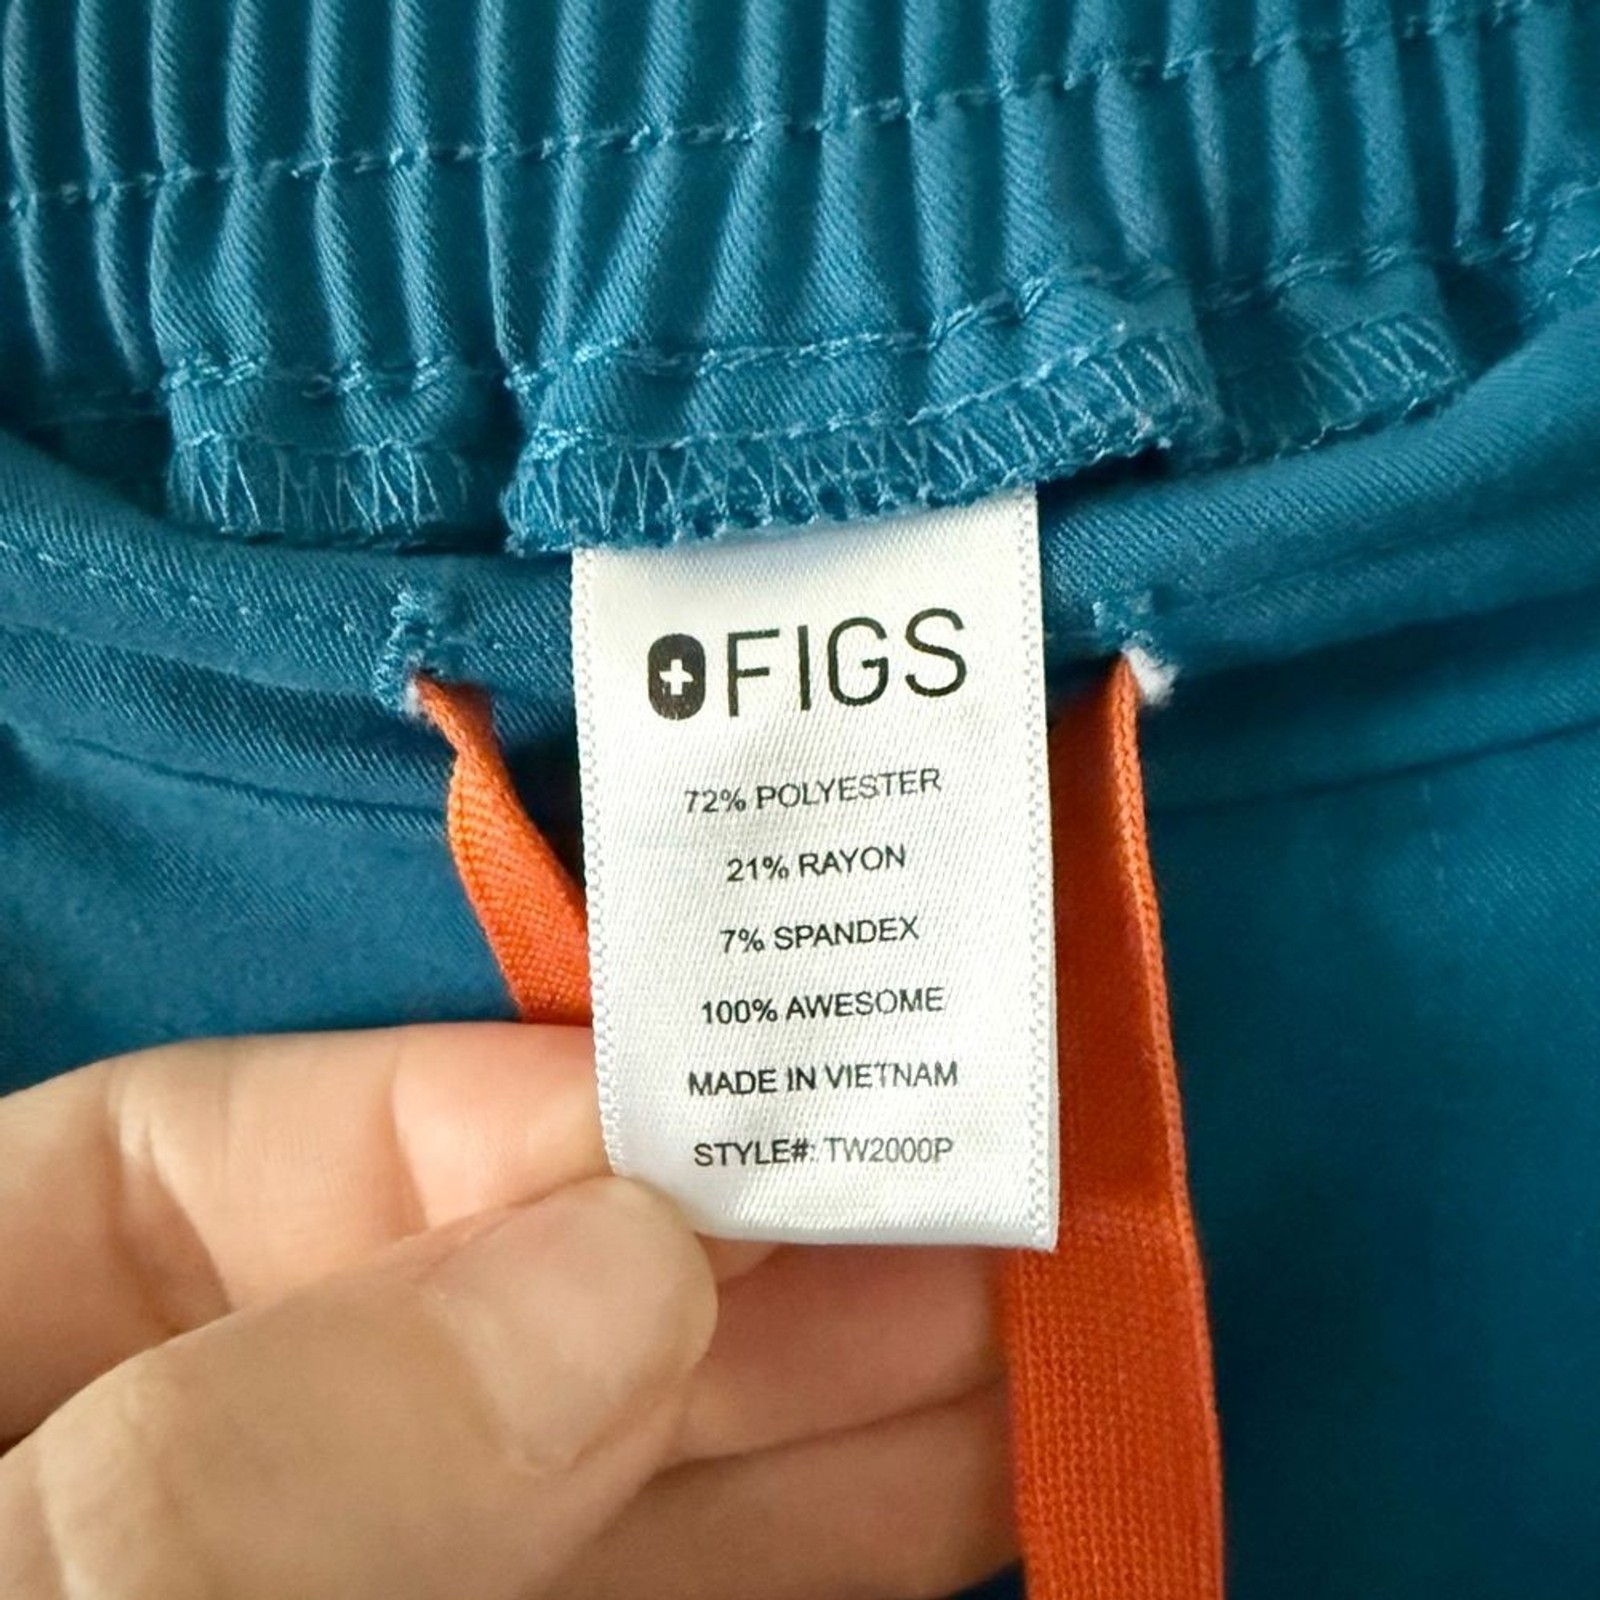 FIGS
72% POLYESTER
21% RAYON
7% SPANDEX
100% AWESOME
MADE IN VIETNAM
STYLE#: TW2000P